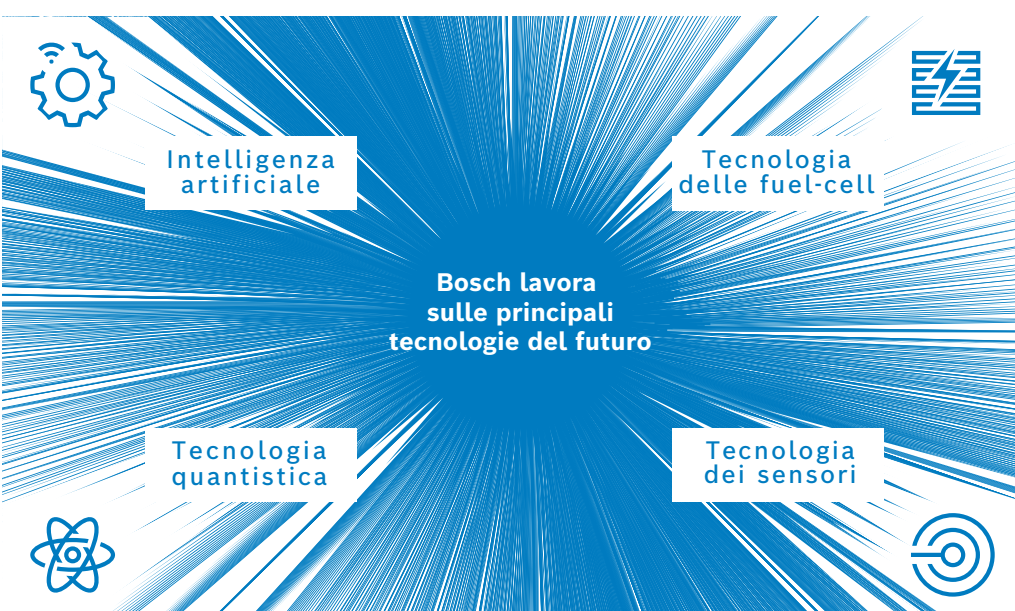 Intelligenza
artificiale
Tecnologia
delle fuel-cell
Bosch lavora
sulle principali
tecnologie del futuro
Tecnologia
quantistica
Tecnologia
dei sensori